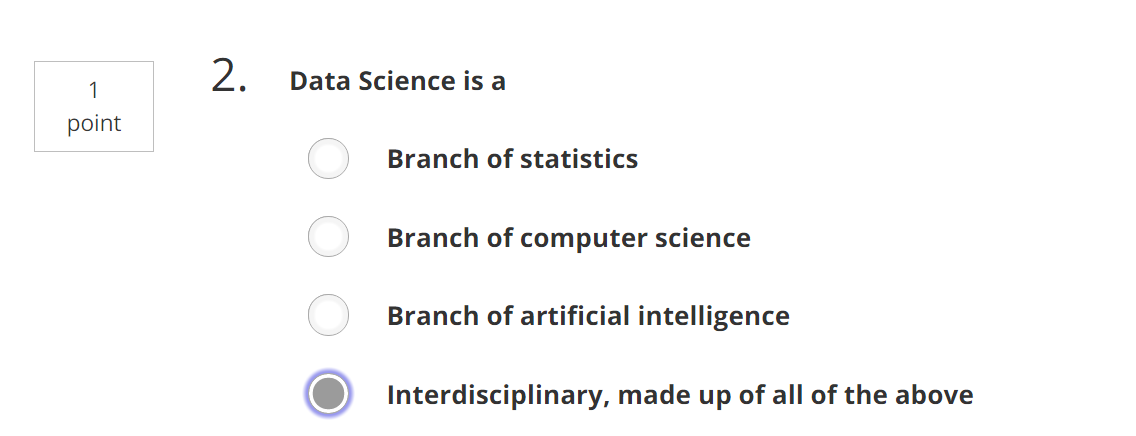 1
point
2. Data Science is a
Branch of statistics
Branch of computer science
Branch of artificial intelligence
Interdisciplinary, made up of all of the above